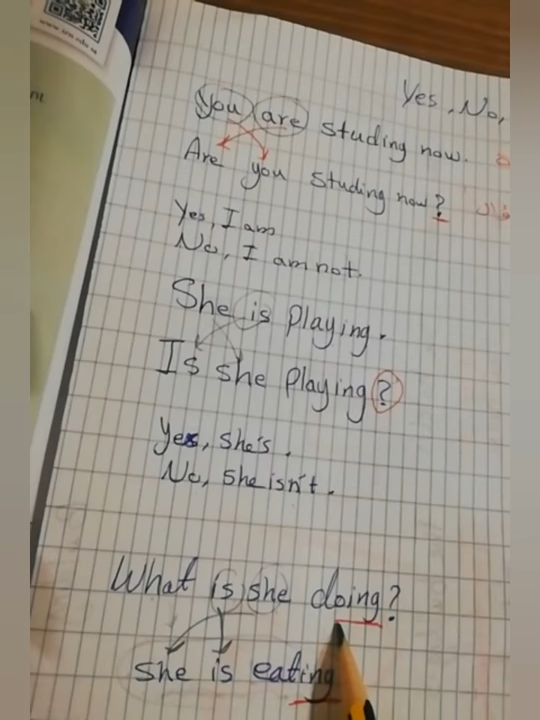 Yes, No,
You are studing now.
Are you studing now?
Yes, I am
No, I am not.
She is Playing.
Is she Playing?
Yes, she's.
No, she isn't.
What is she doing?
she is eating